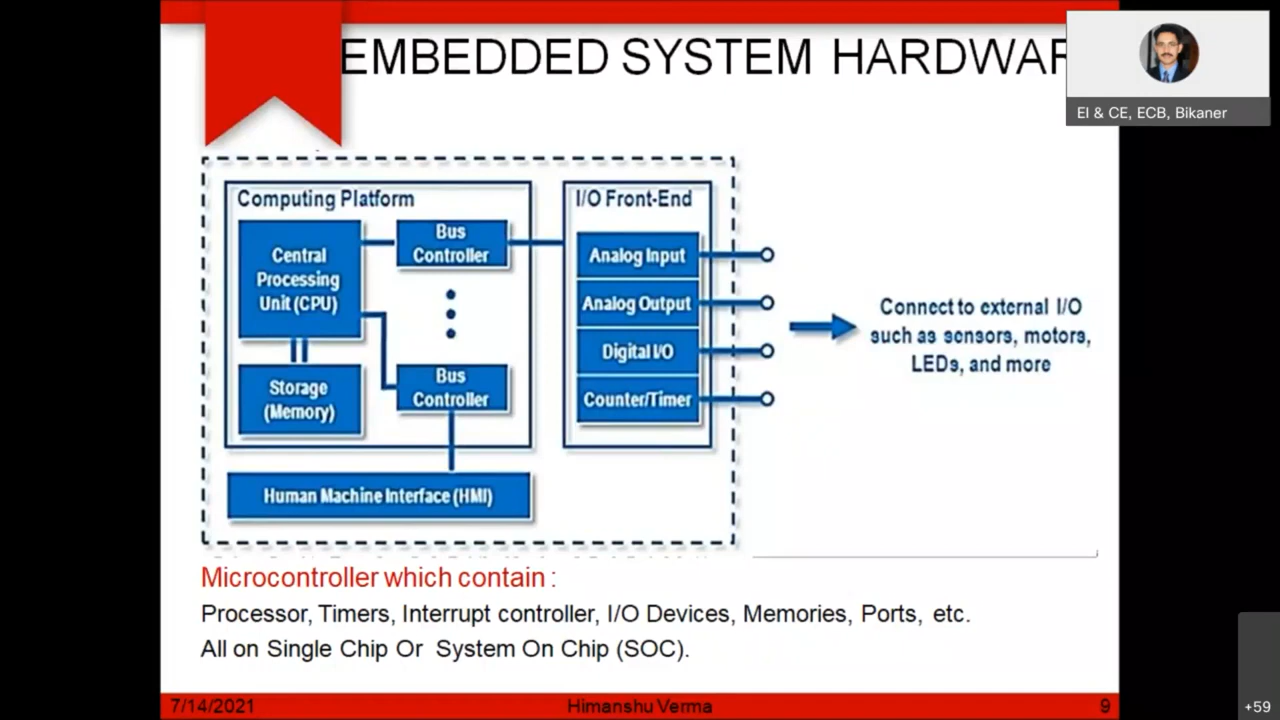 EMBEDDED SYSTEM HARDWAR
EI & CE, ECB, Bikaner
Computing Platform
I/O Front-End
Central
Processing
Unit (CPU)
Bus
Controller
Storage
(Memory)
Bus
Controller
Analog Input
Analog Output
Digital I/O
Counter/Timer
Connect to external I/O
such as sensors, motors,
LEDs, and more
Human Machine Interface (HMI)
Microcontroller which contain :
Processor, Timers, Interrupt controller, I/O Devices, Memories, Ports, etc.
All on Single Chip Or System On Chip (SOC).
7/14/2021
Himanshu Verma
9
+59